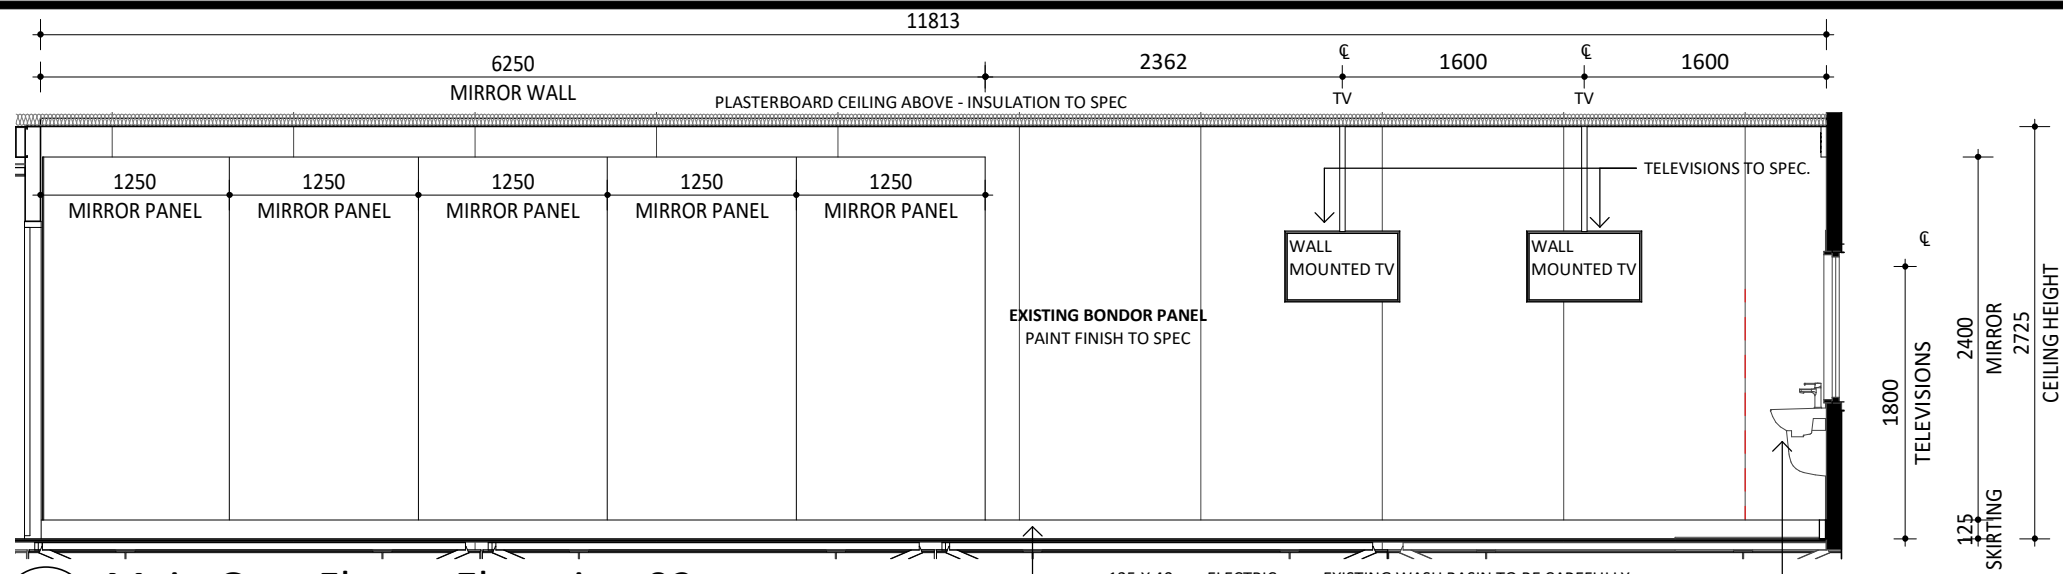 11813
6250
MIRROR WALL
2362
℄
1600
℄
1600
TV
TV
PLASTERBOARD CEILING ABOVE - INSULATION TO SPEC
1250
1250
1250
1250
1250
MIRROR PANEL
MIRROR PANEL
MIRROR PANEL
MIRROR PANEL
MIRROR PANEL
TELEVISIONS TO SPEC.
WALL
MOUNTED TV
WALL
MOUNTED TV
EXISTING BONDOR PANEL
PAINT FINISH TO SPEC
℄
1800
TELEVISIONS
2400
MIRROR
125
SKIRTING
2725
CEILING HEIGHT